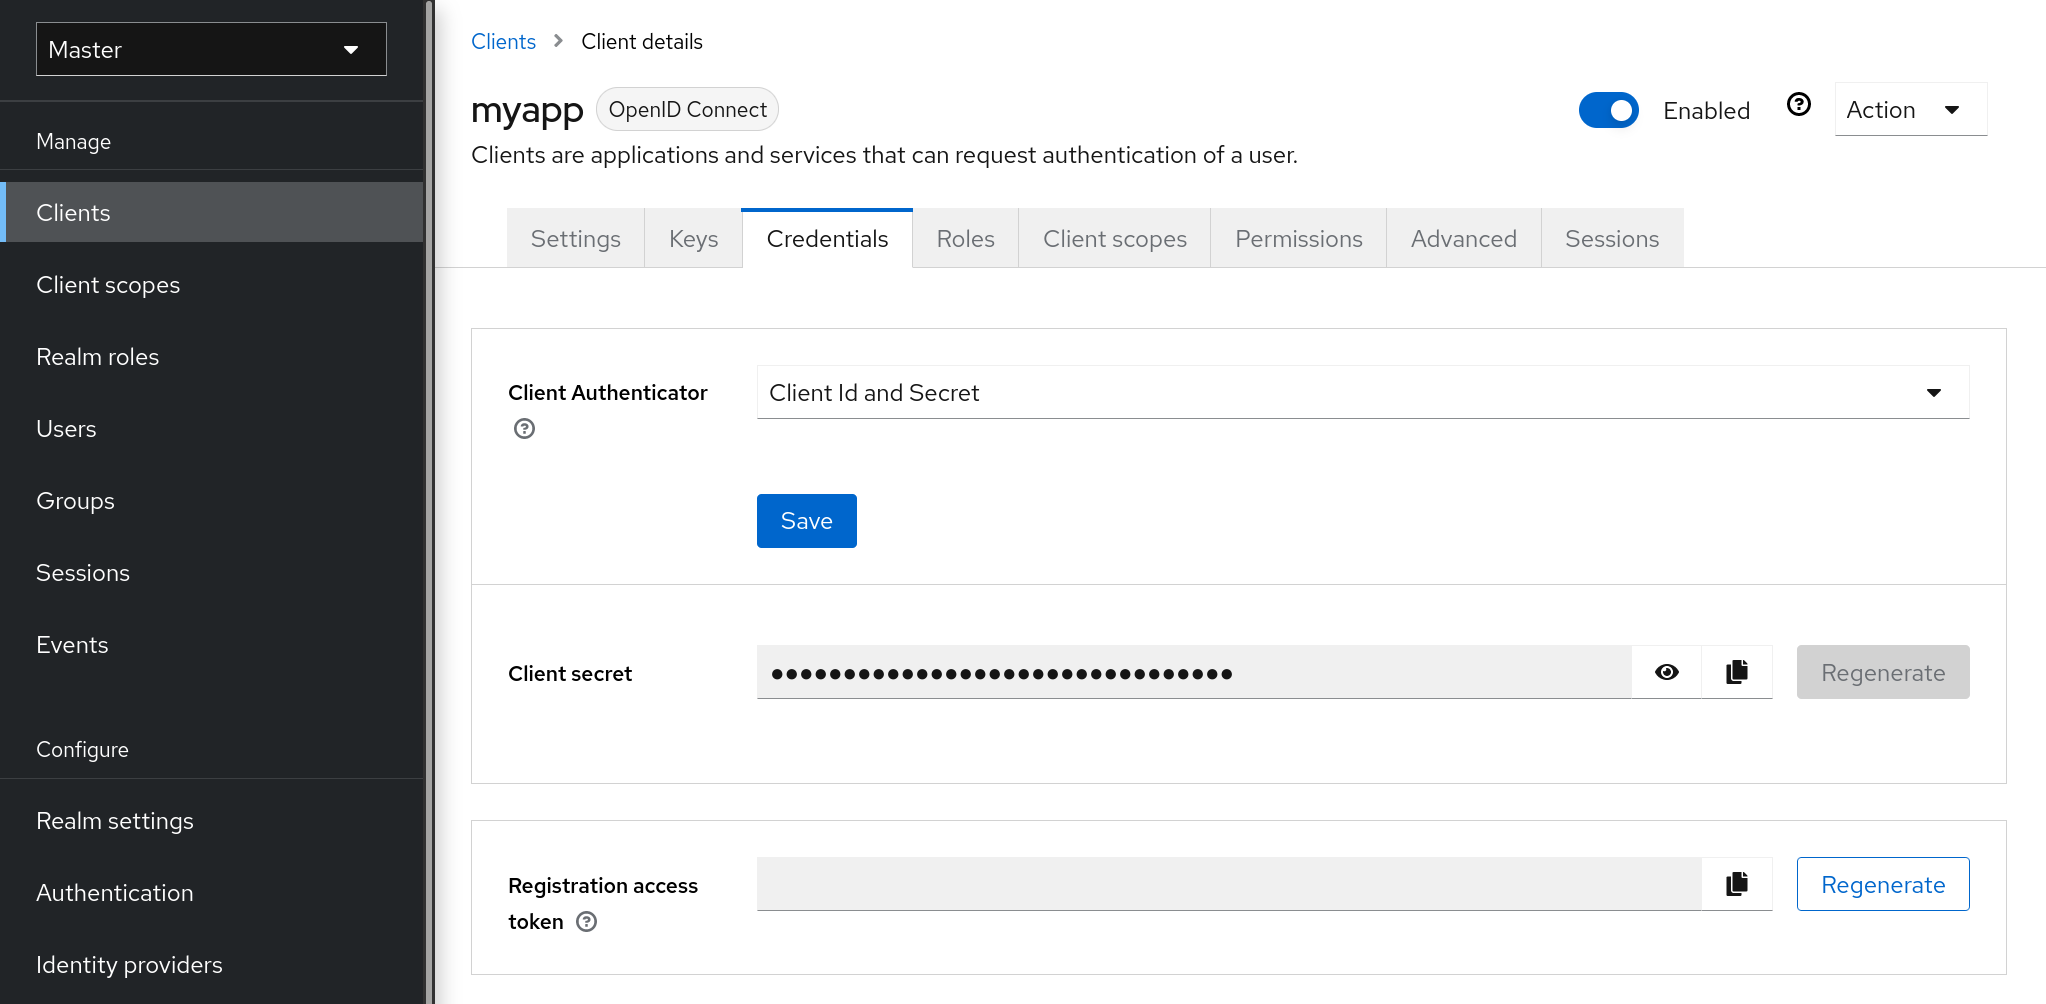 Master
Manage
Clients
Client scopes
Realm roles
Users
Groups
Sessions
Events
Configure
Realm settings
Authentication
Identity providers
Clients > Client details
myapp OpenID Connect
Enabled
Action
Clients are applications and services that can request authentication of a user.
Settings Keys Credentials Roles Client scopes Permissions Advanced Sessions
Client Authenticator
Client Id and Secret
Save
Client secret
••••••••••••••••••••••••••••••••
Regenerate
Registration access
token
Regenerate